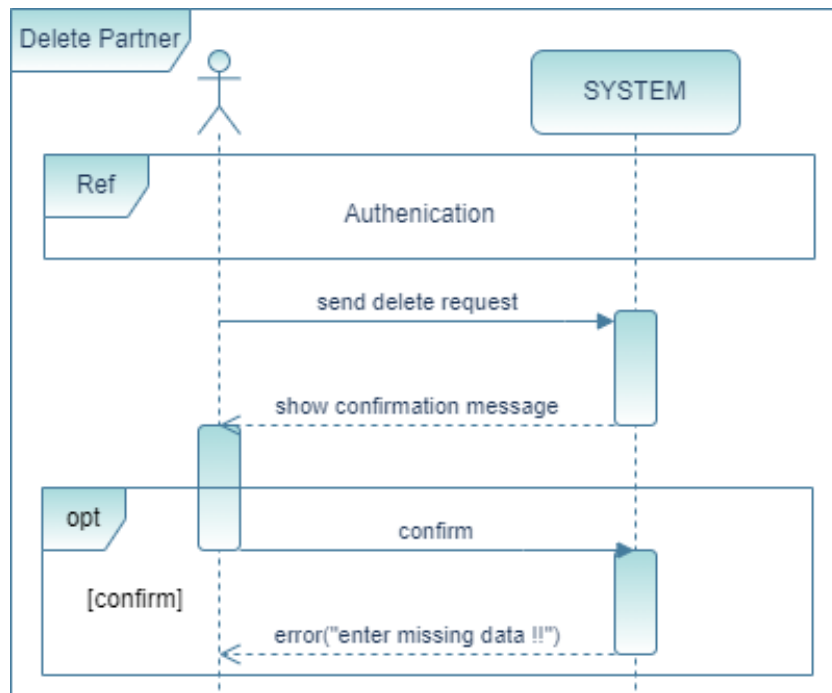 Delete Partner
SYSTEM
Ref
Authenication
send delete request
show confirmation message
opt
confirm
[confirm]
error("enter missing data !!")